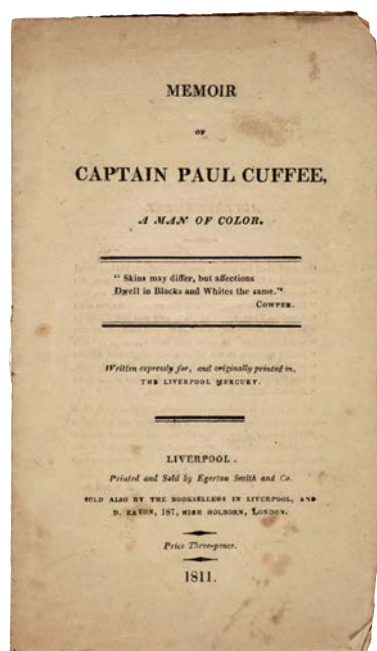 MEMOIR
OF
CAPTAIN PAUL CUFFEE,
A MAN OF COLOR.
" Skins may differ, but affections
Dwell in Blacks and Whites the same."
COWPER.
Written expressly for, and originally printed in,
THE LIVERPOOL MERCURY.
LIVERPOOL.
Printed and Sold by Egerton Smith and Co.
SOLD ALSO BY THE BOOKSELLERS IN LIVERPOOL, AND
D. EATON, 187, HIGH HOLBORN, LONDON.
Price Three-pence.
1811.